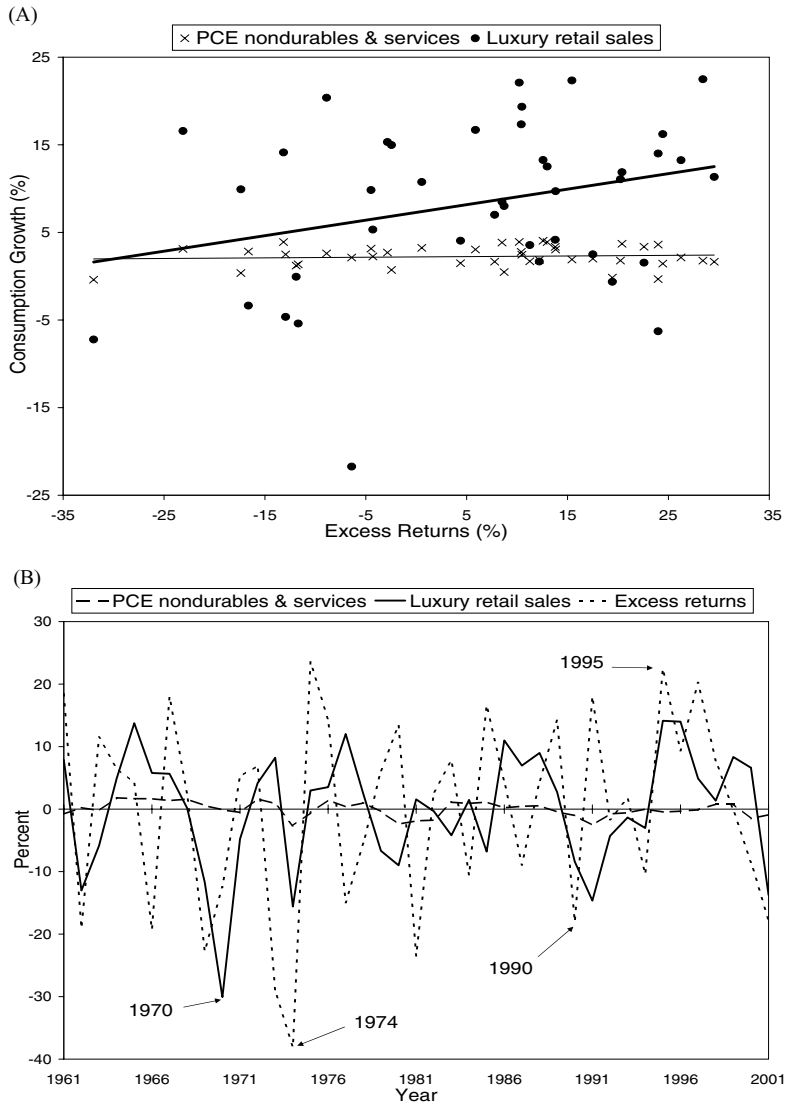 (A)
× PCE nondurables & services ● Luxury retail sales
25
15
5
-5
-15
-25
Consumption Growth (%)
-35 -25 -15 -5 5 15 25 35
Excess Returns (%)
(B)
PCE nondurables & services Luxury retail sales Excess returns
30
20
10
0
-10
-20
-30
-40
Percent
1995
1990
1970
1974
1961 1966 1971 1976 1981 1986 1991 1996 2001
Year